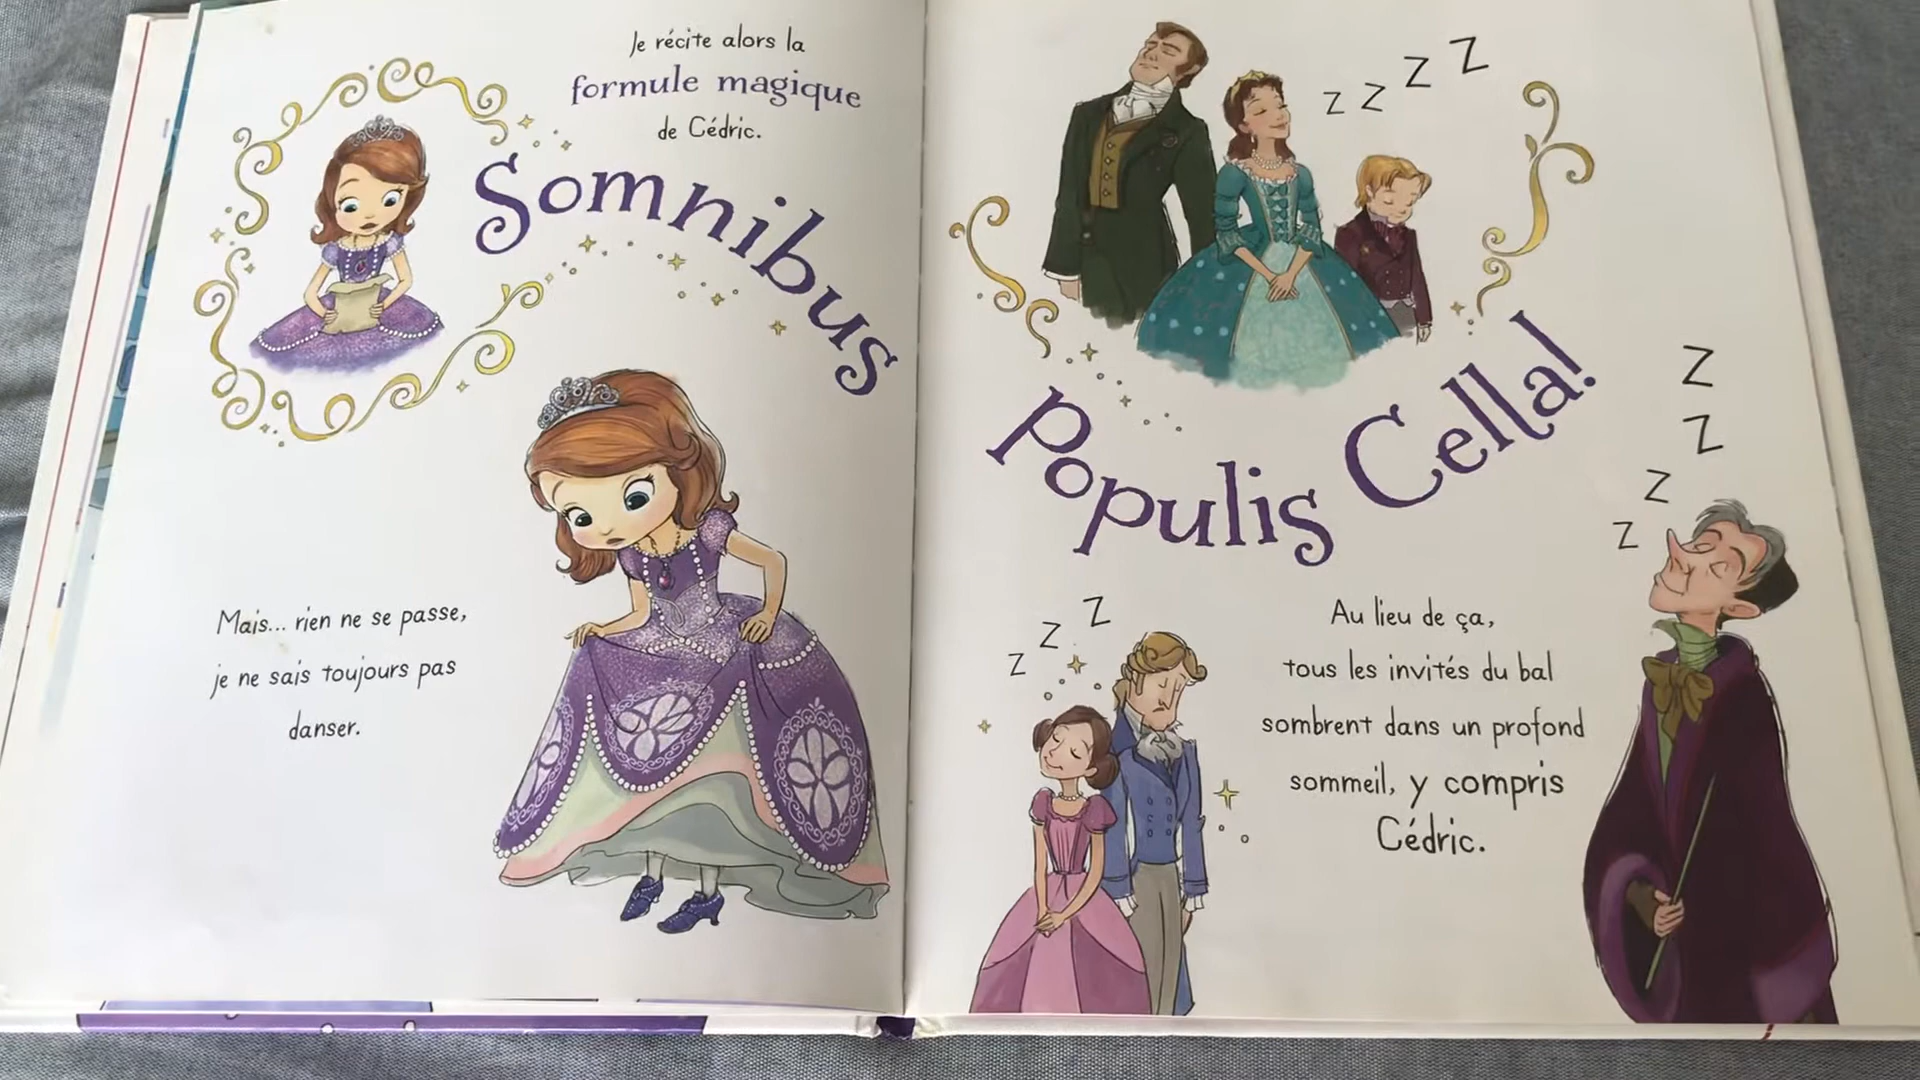 Je récite alors la
formule magique
de Cédric.
Somnibus
Mais... rien ne se passe,
je ne sais toujours pas
danser.
z z z z
Populis Cella!
z
z
z
z
z z z
Au lieu de ça,
tous les invités du bal
sombrent dans un profond
sommeil, y compris
Cédric.